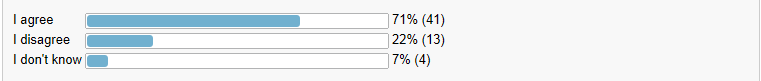 I agree 71% (41)
I disagree 22% (13)
I don't know 7% (4)